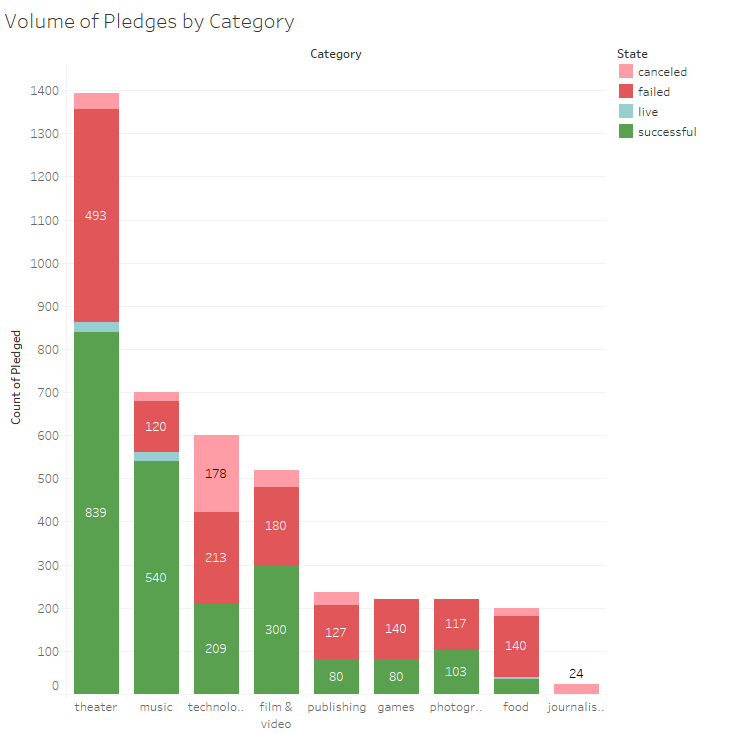 Volume of Pledges by Category
Category
State
canceled
failed
live
successful
Count of Pledged
1400
1300
1200
1100
1000
900
800
700
600
500
400
300
200
100
0
493
839
120
540
178
213
209
180
300
127
80
140
80
117
103
140
24
theater
music
technolo..
film &
video
publishing
games
photogr..
food
journalis..